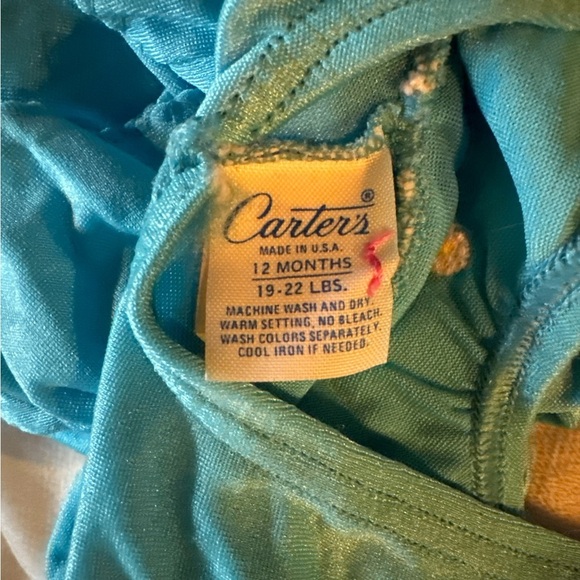 Carter's®
MADE IN U.S.A.
12 MONTHS
19-22 LBS.
MACHINE WASH AND DRY.
WARM SETTING, NO BLEACH.
WASH COLORS SEPARATELY.
COOL IRON IF NEEDED.